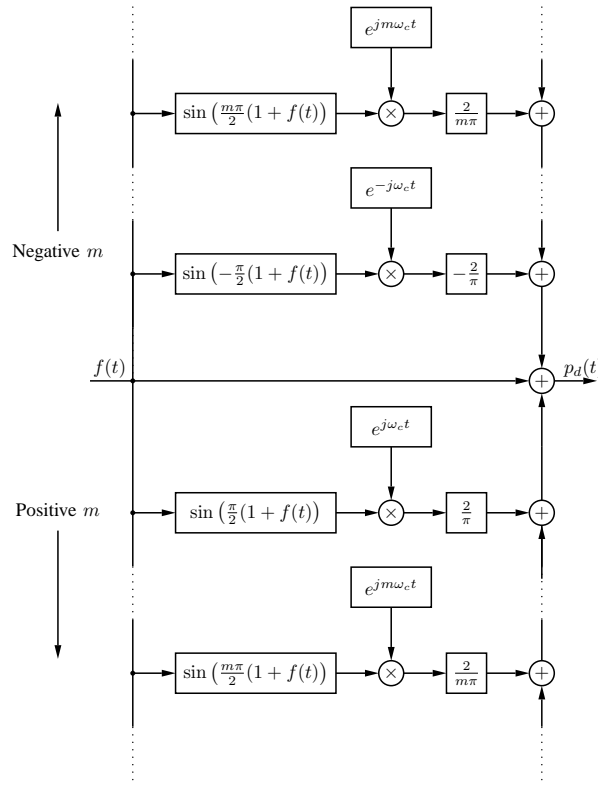 e^{jmω_c t}
sin (mπ/2 (1 + f(t))) × 2/mπ +
e^{-jω_c t}
Negative m
sin (−π/2 (1 + f(t))) × −2/π +
f(t) + p_d(t
e^{jω_c t}
Positive m
sin (π/2 (1 + f(t)) × 2/π +
e^{jmω_c t}
sin (mπ/2 (1 + f(t))) × 2/mπ +